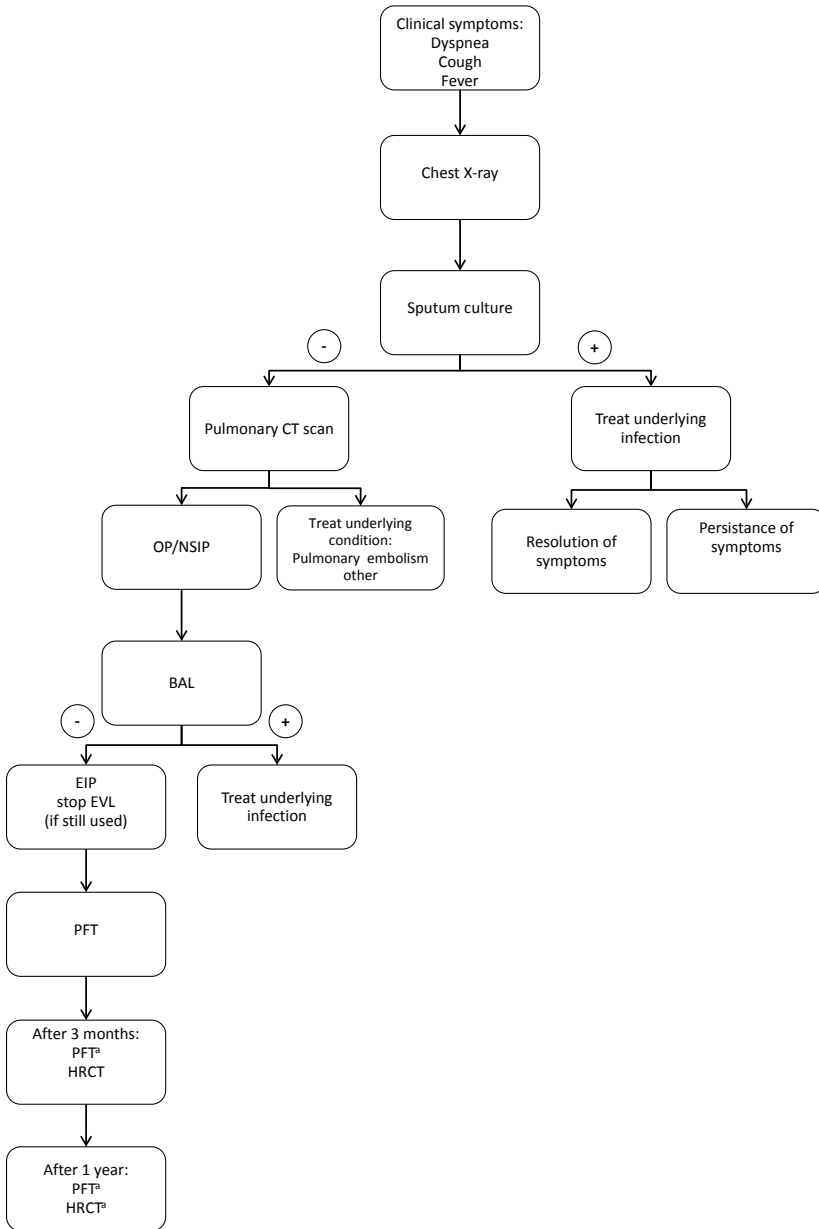 Clinical symptoms:
Dyspnea
Cough
Fever
Chest X-ray
Sputum culture
-
+
Pulmonary CT scan
Treat underlying
infection
OP/NSIP
Treat underlying
condition:
Pulmonary embolism
other
Resolution of
symptoms
Persistance of
symptoms
BAL
-
+
EIP
stop EVL
(if still used)
Treat underlying
infection
PFT
After 3 months:
PFTª
HRCT
After 1 year:
PFTª
HRCTª